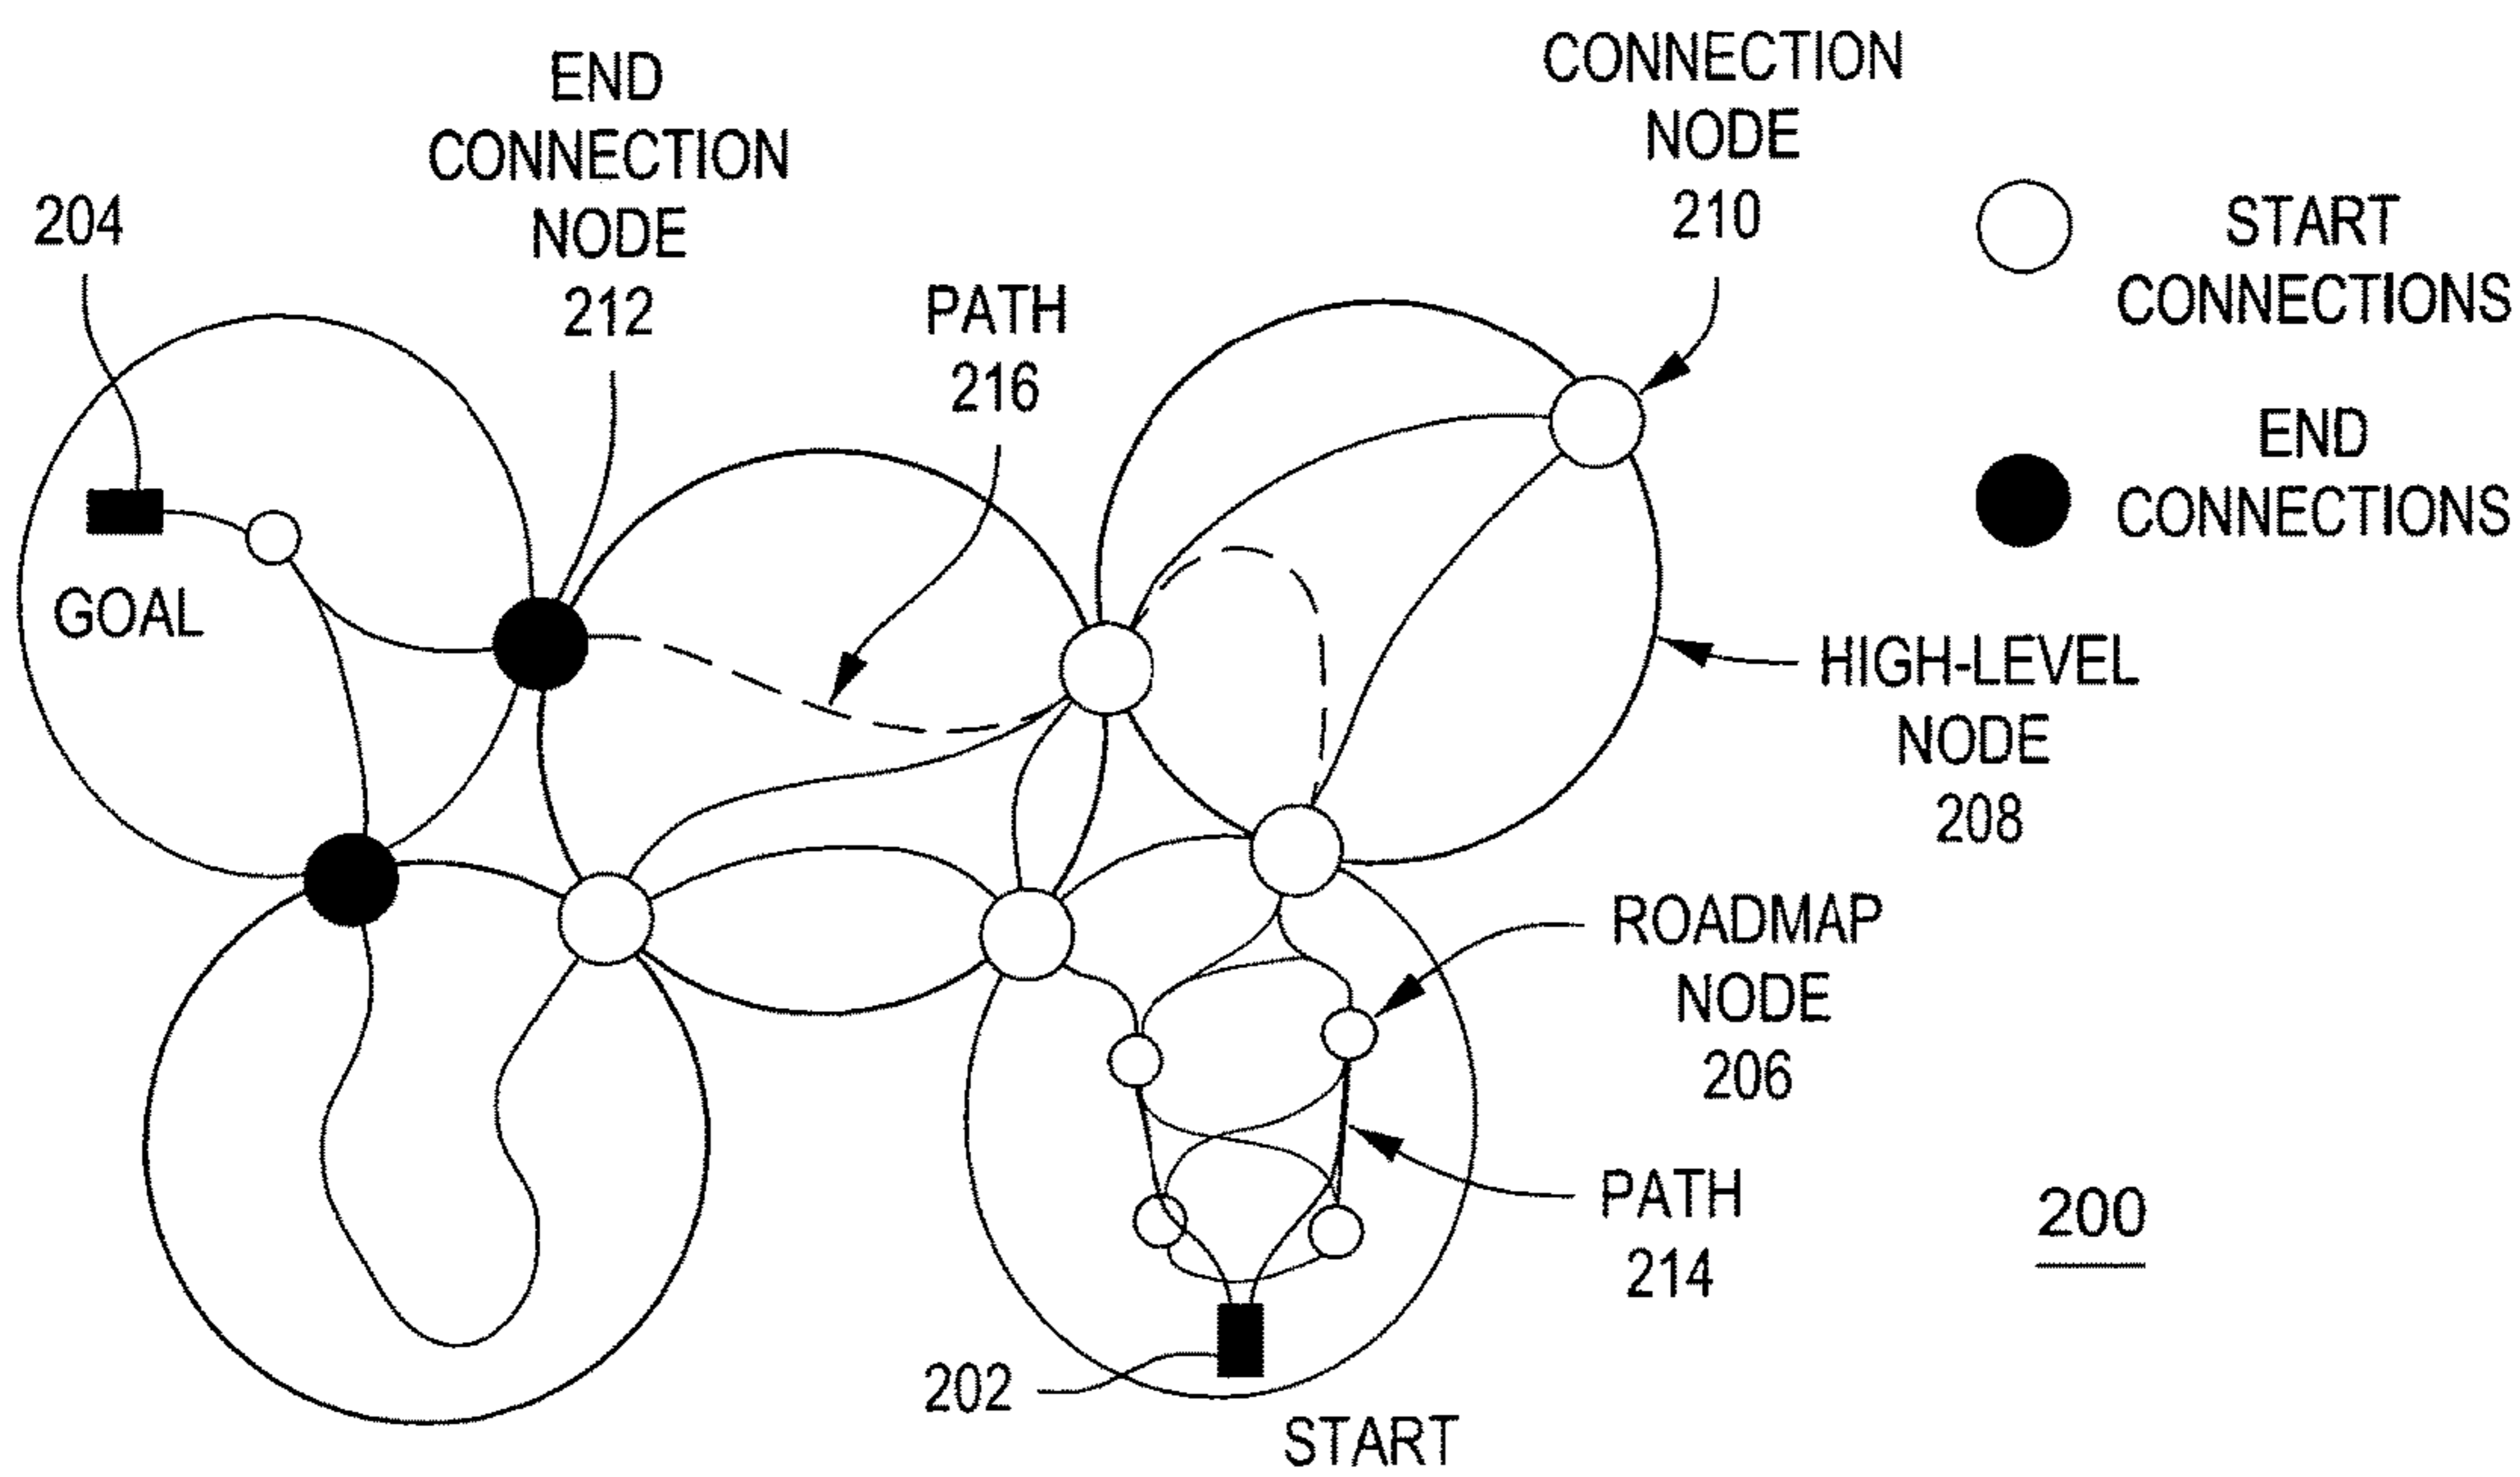 END
CONNECTION
NODE
212
CONNECTION
NODE
210
204
PATH
216
START
CONNECTIONS
END
CONNECTIONS
GOAL
HIGH-LEVEL
NODE
208
ROADMAP
NODE
206
PATH
214
200
202
START